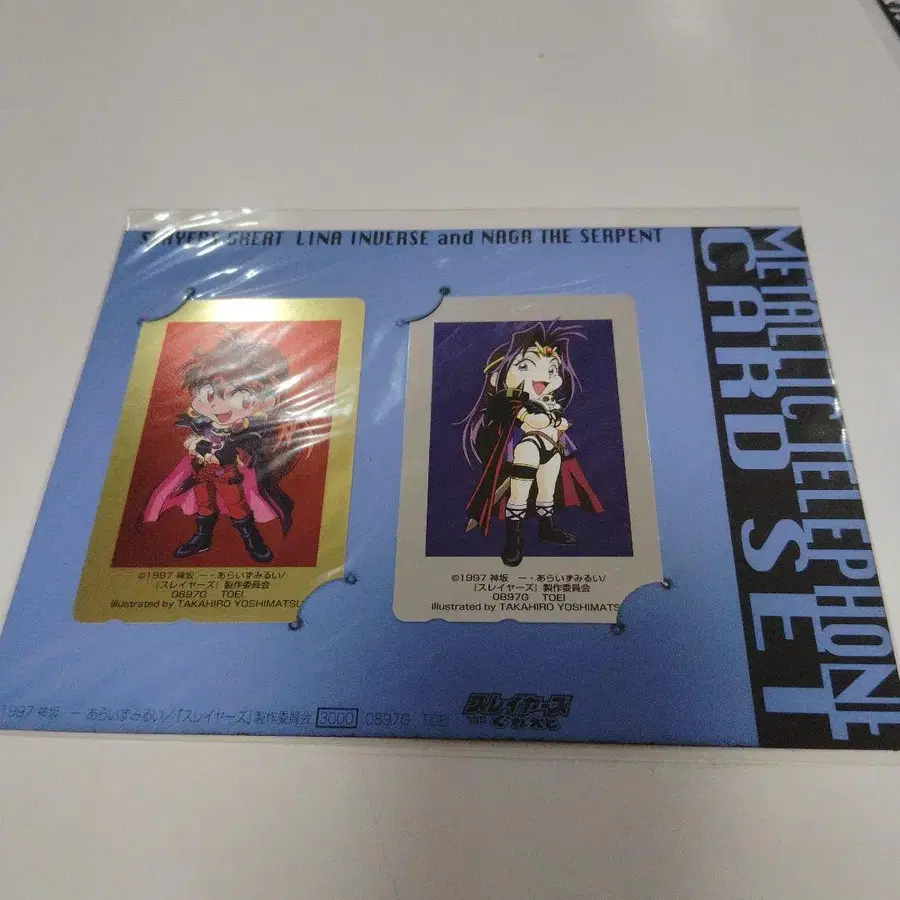 SLAYERS GREAT LINA INVERSE and NAGA THE SERPENT
METALLIC TELEPHONE
CARD SET
©1997 神坂 一・あらいずみるい/
『スレイヤーズ』製作委員会
0897G TOEI
illustrated by TAKAHIRO YOSHIMATSU
©1997 神坂 一・あらいずみるい/
『スレイヤーズ』製作委員会
0897G TOEI
illustrated by TAKAHIRO YOSHIMATS
1997 神坂 一・あらいずみるい/『スレイヤーズ』製作委員会 3000 0897G TOEI
スレイヤーズ
ぐれえと